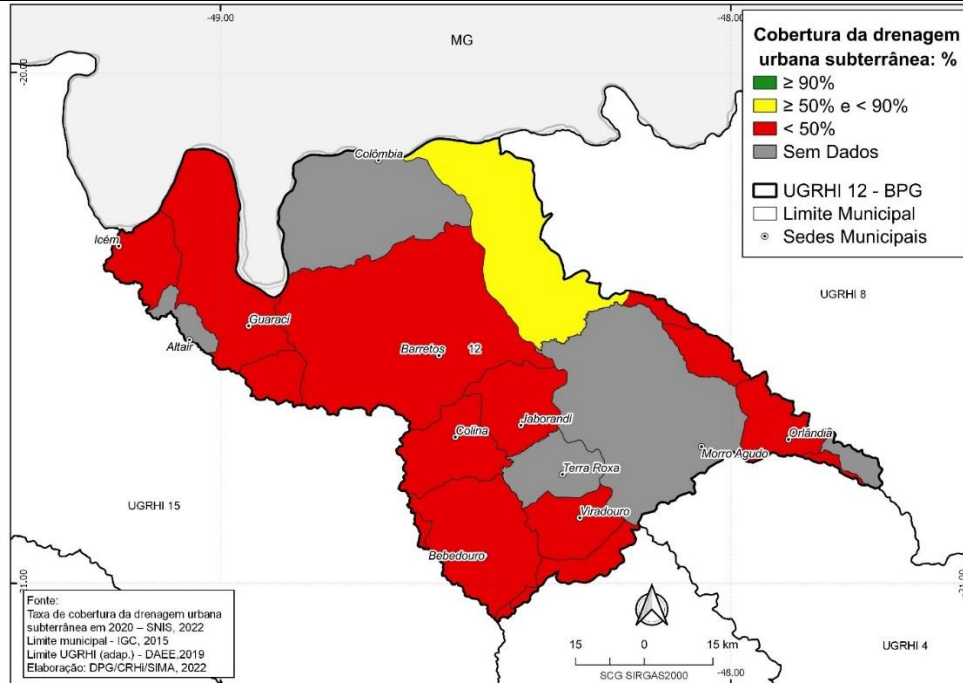 -49.00
-48.00
MG
-20.00
-20.00
Cobertura da drenagem
urbana subterrânea: %
≥ 90%
≥ 50% e < 90%
< 50%
Sem Dados
UGRHI 12 - BPG
Limite Municipal
Sedes Municipais
Colômbia
Icém
Guaraci
Altair
Barretos
12
UGRHI 8
Jaborandi
Colina
Orlândia
Morro Agudo
Terra Roxa
Viradouro
UGRHI 15
Bebedouro
-21.00
-21.00
Fonte:
Taxa de cobertura da drenagem urbana
subterrânea em 2020 – SNIS, 2022
Limite municipal - IGC, 2015
Limite UGRHI (adap.) - DAEE,2019
Elaboração: DPG/CRHi/SIMA, 2022
15 0 15 km
SCG SIRGAS2000
UGRHI 4
-48.00